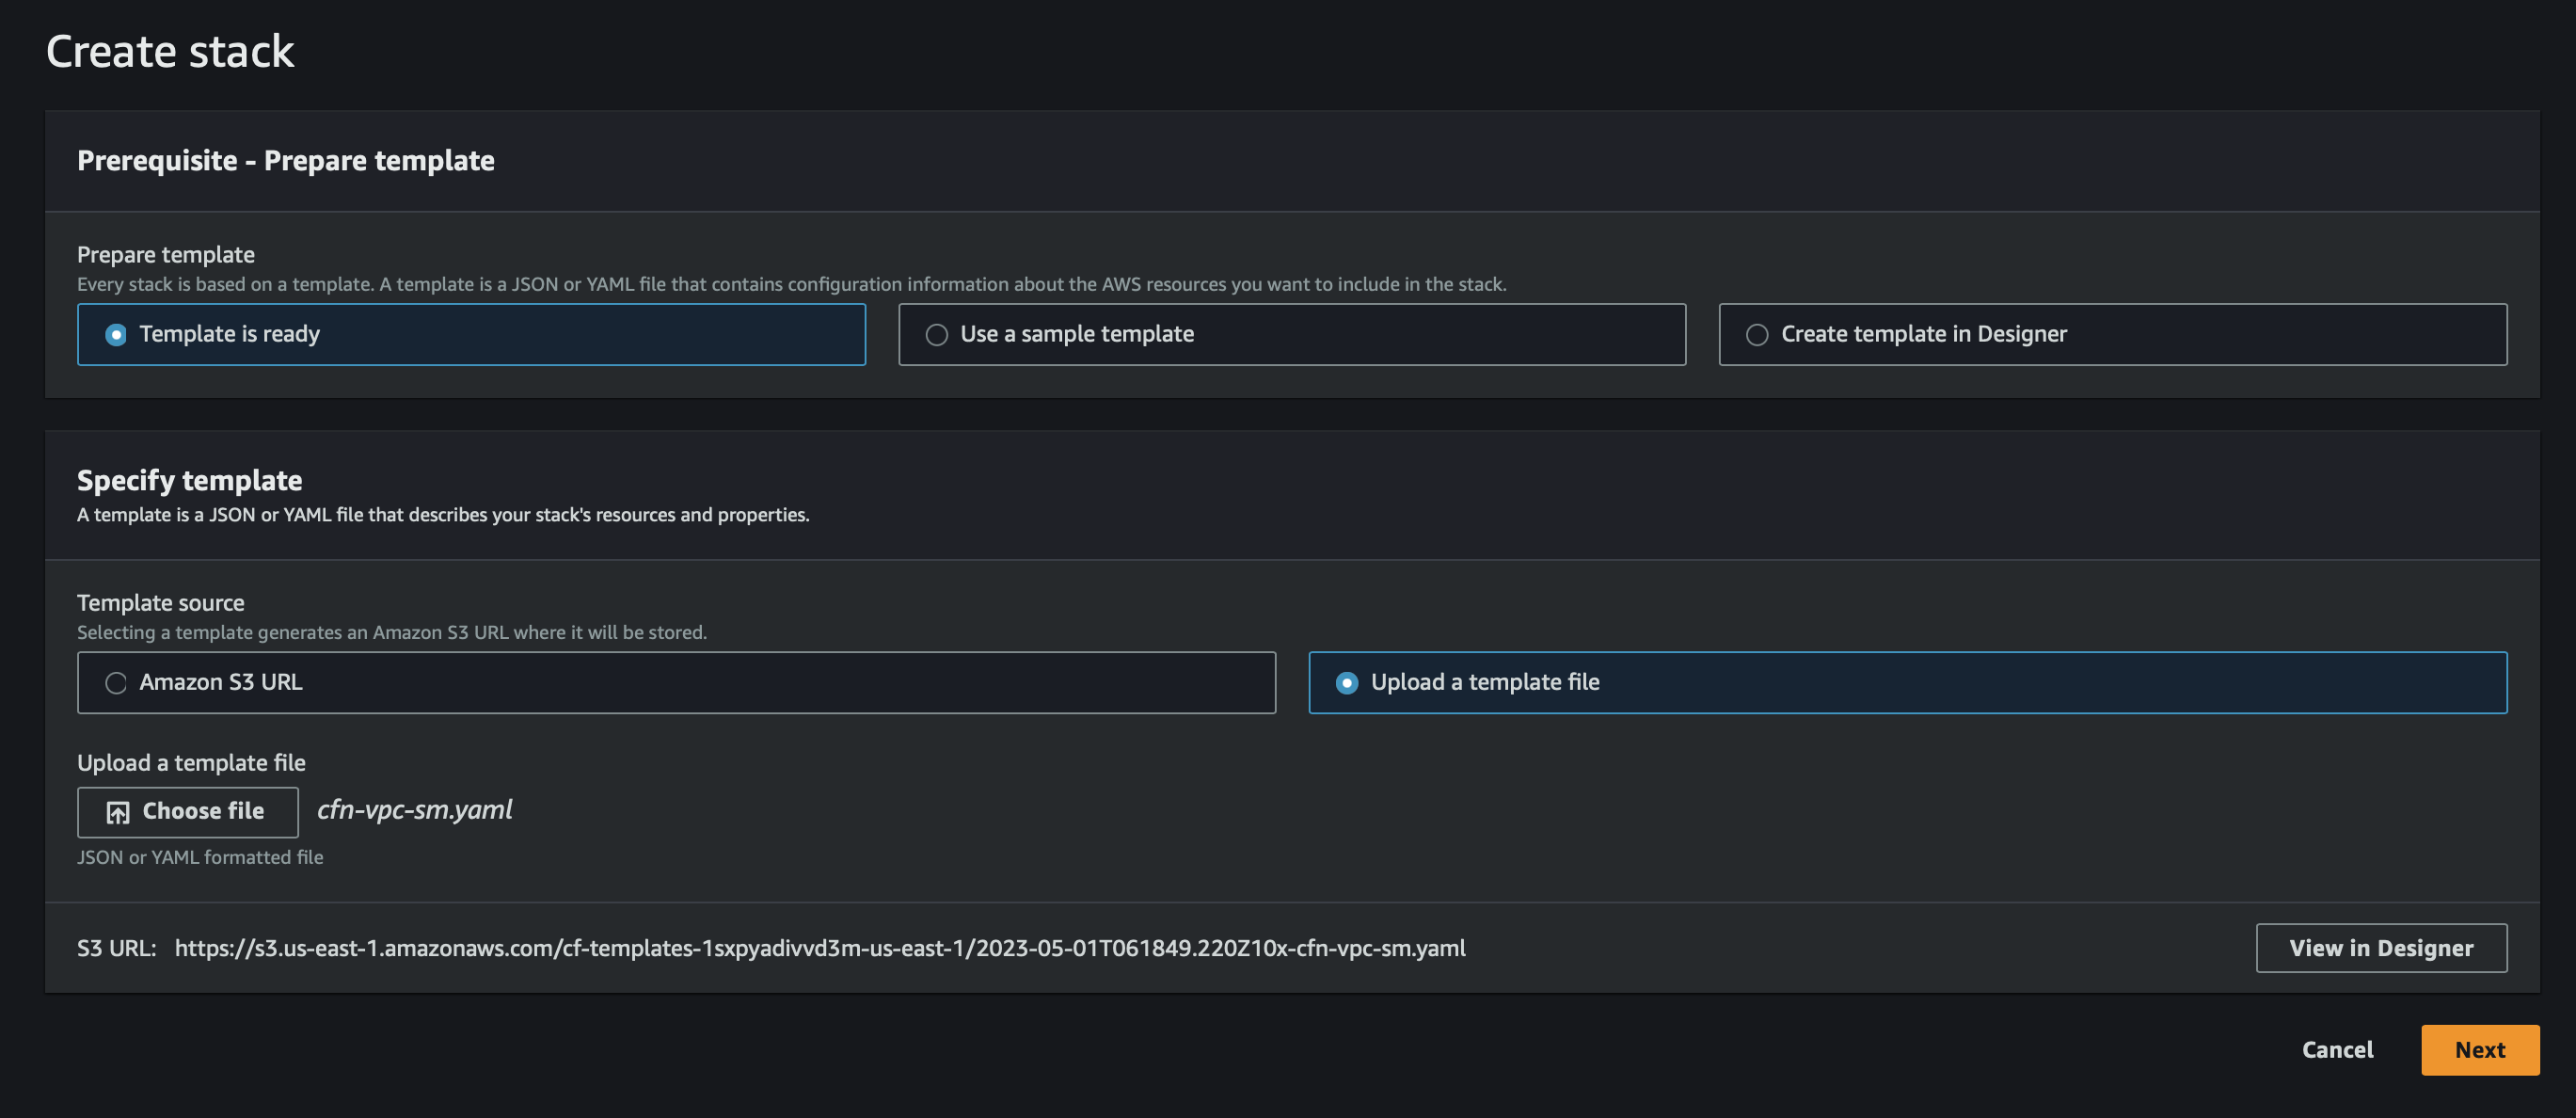 Create stack
Prerequisite - Prepare template
Prepare template
Every stack is based on a template. A template is a JSON or YAML file that contains configuration information about the AWS resources you want to include in the stack.
Template is ready
Use a sample template
Create template in Designer
Specify template
A template is a JSON or YAML file that describes your stack's resources and properties.
Template source
Selecting a template generates an Amazon S3 URL where it will be stored.
Amazon S3 URL
Upload a template file
Upload a template file
Choose file
cfn-vpc-sm.yaml
JSON or YAML formatted file
S3 URL: https://s3.us-east-1.amazonaws.com/cf-templates-1sxpyadivvd3m-us-east-1/2023-05-01T061849.220Z10x-cfn-vpc-sm.yaml
View in Designer
Cancel
Next